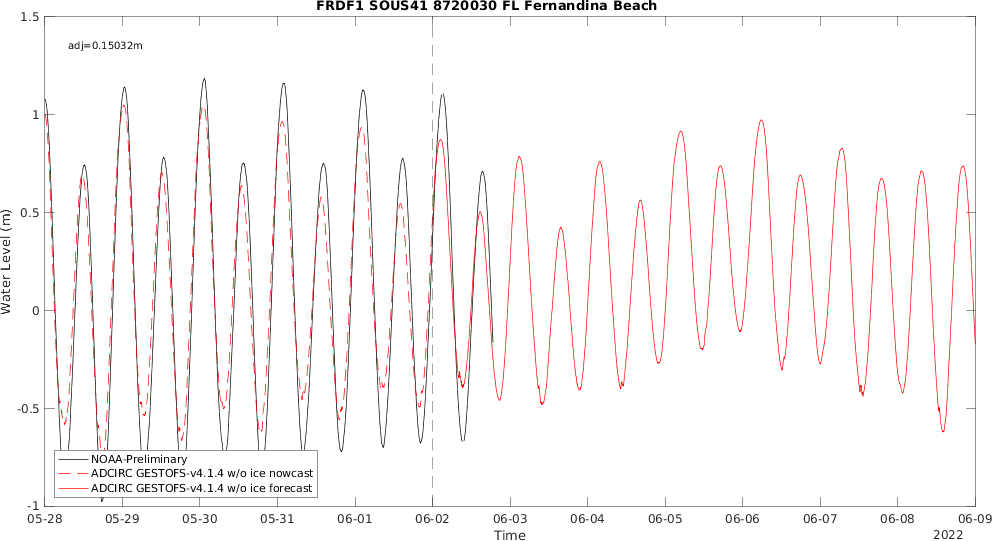 FRDF1 SOUS41 8720030 FL Fernandina Beach
1.5
adj=0.15032m
1
0.5
0
-0.5
-1
Water Level (m)
NOAA-Preliminary
ADCIRC GESTOFS-v4.1.4 w/o ice nowcast
ADCIRC GESTOFS-v4.1.4 w/o ice forecast
05-28 05-29 05-30 05-31 06-01 06-02 06-03 06-04 06-05 06-06 06-07 06-08 06-09
Time
2022